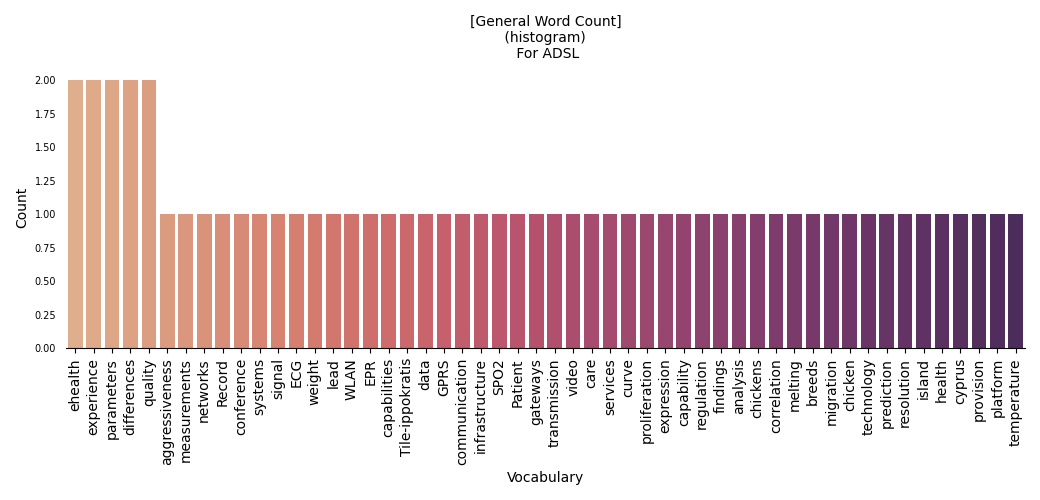 [General Word Count]
(histogram)
For ADSL
2.00
1.75
1.50
1.25
1.00
0.75
0.50
0.25
0.00
Count
ehealth
experience
parameters
differences
quality
aggressiveness
measurements
networks
Record
conference
systems
signal
ECG
weight
lead
WLAN
EPR
capabilities
Tile-ippokratis
data
GPRS
communication
infrastructure
SPO2
Patient
gateways
transmission
video
care
services
curve
proliferation
expression
capability
regulation
findings
analysis
chickens
correlation
melting
breeds
migration
chicken
technology
prediction
resolution
island
health
cyprus
provision
platform
temperature
Vocabulary